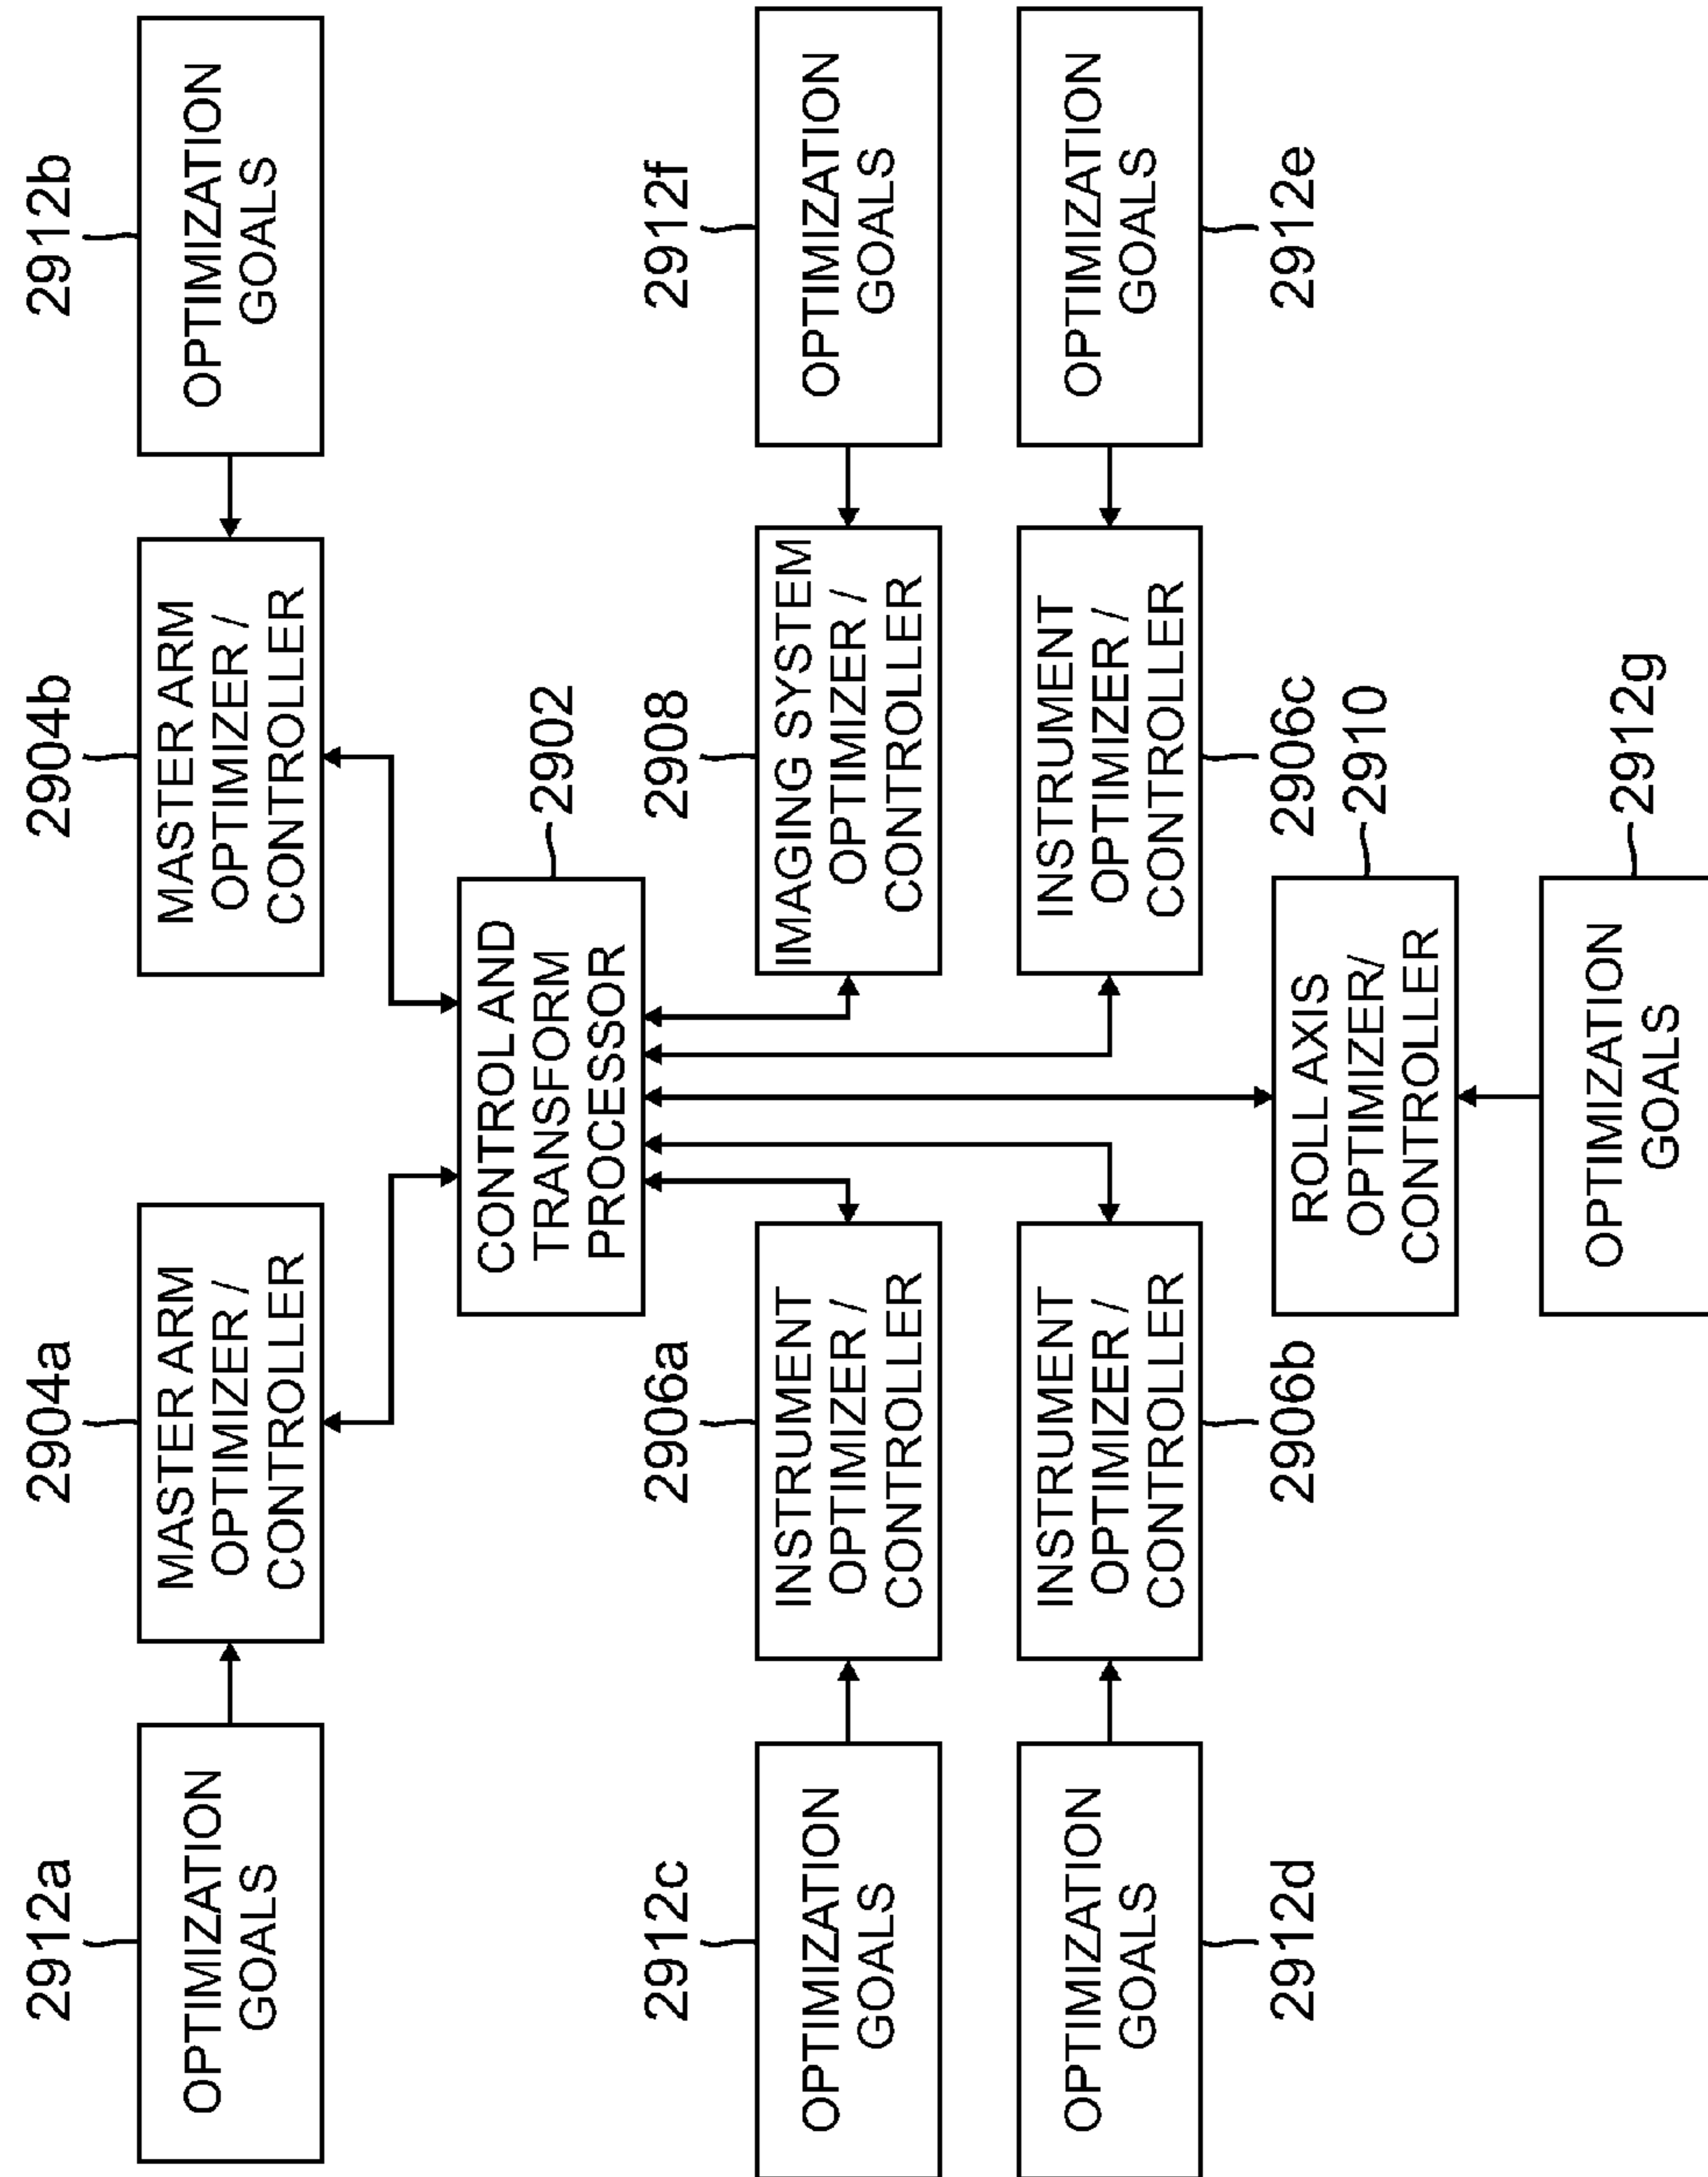 2912a
OPTIMIZATION
GOALS
2904a
MASTER ARM
OPTIMIZER /
CONTROLLER
2904b
MASTER ARM
OPTIMIZER /
CONTROLLER
2912b
OPTIMIZATION
GOALS
CONTROL AND
TRANSFORM
PROCESSOR
2902
2912c
OPTIMIZATION
GOALS
2906a
INSTRUMENT
OPTIMIZER /
CONTROLLER
2908
IMAGING SYSTEM
OPTIMIZER /
CONTROLLER
2912f
OPTIMIZATION
GOALS
OPTIMIZATION
GOALS
2912d
INSTRUMENT
OPTIMIZER /
CONTROLLER
2906b
INSTRUMENT
OPTIMIZER /
CONTROLLER
2906c
OPTIMIZATION
GOALS
2912e
ROLL AXIS
OPTIMIZER/
CONTROLLER
2910
OPTIMIZATION
GOALS
2912g